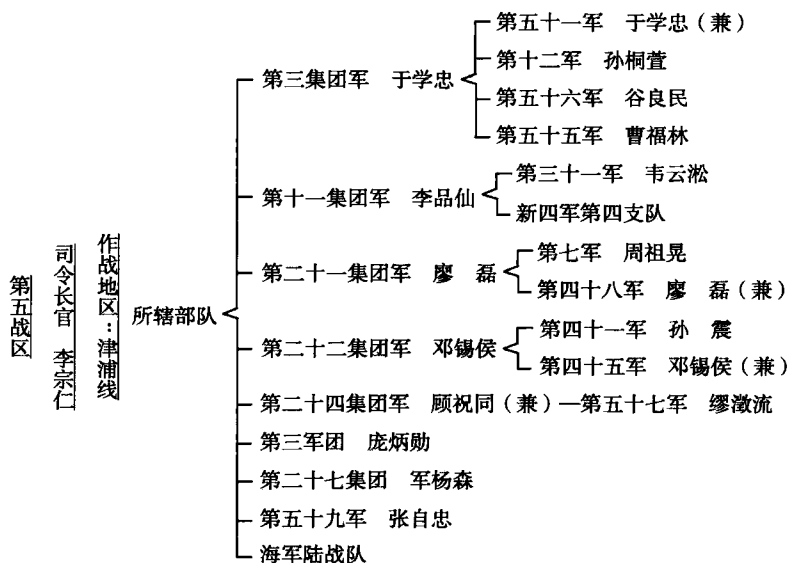 第五战区
司令长官 李宗仁
作战地区：津浦线
所辖部队
第三集团军 于学忠
第五十一军 于学忠（兼）
第十二军 孙桐萱
第五十六军 谷良民
第五十五军 曹福林
第十一集团军 李品仙
第三十一军 韦云淞
新四军第四支队
第二十一集团军 廖 磊
第七军 周祖晃
第四十八军 廖 磊（兼）
第二十二集团军 邓锡侯
第四十一军 孙 震
第四十五军 邓锡侯（兼）
第二十四集团军 顾祝同（兼）—第五十七军 缪澂流
第三军团 庞炳勋
第二十七集团 军杨森
第五十九军 张自忠
海军陆战队